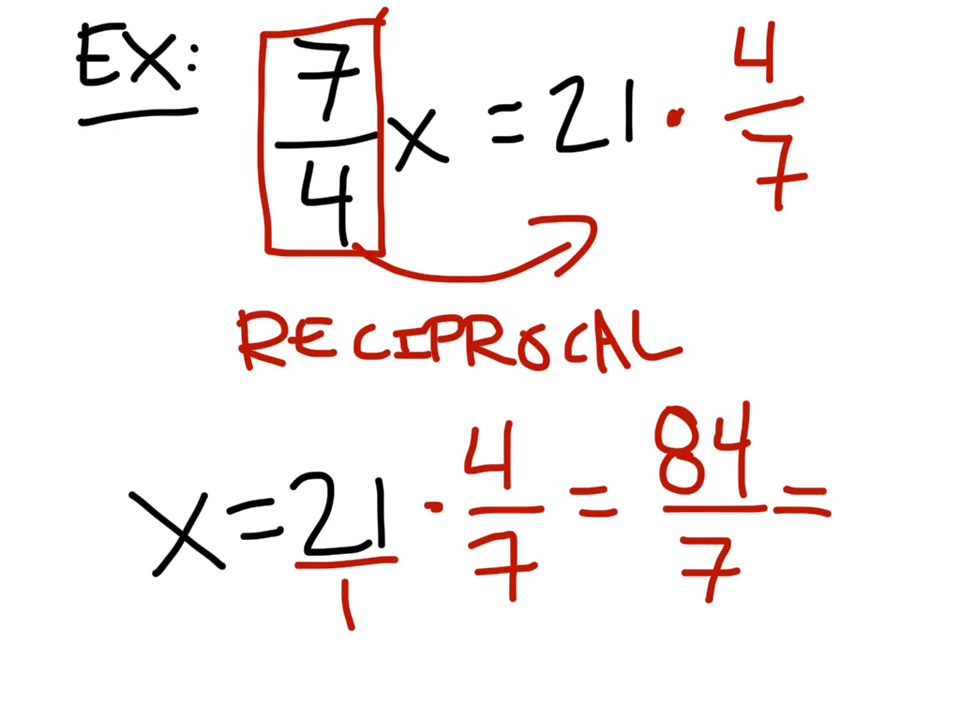 EX: 7/4 x = 21 · 4/7
RECIPROCAL
x = 21/1 · 4/7 = 84/7 =